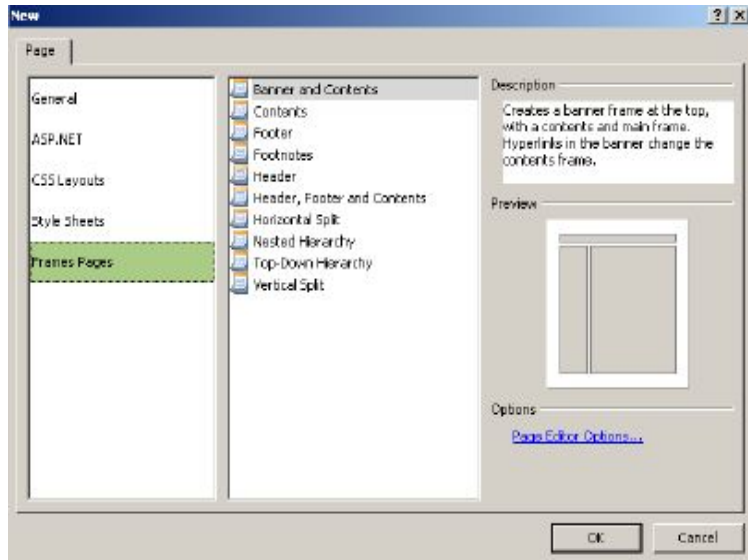 New
Page
General
ASP.NET
CSS Layouts
Style Sheets
Frames Pages
Banner and Contents
Contents
Footer
Footnotes
Header
Header, Footer and Contents
Horizontal Split
Nested Hierarchy
Top-Down Hierarchy
Vertical Split
Description
Creates a banner frame at the top,
with a contents and main frame.
Hyperlinks in the banner change the
contents frame.
Preview
Options
Page Editor Options...
OK
Cancel